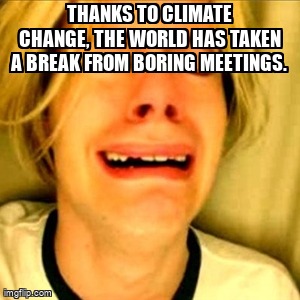 THANKS TO CLIMATE
CHANGE, THE WORLD HAS TAKEN
A BREAK FROM BORING MEETINGS.
imgflip.com